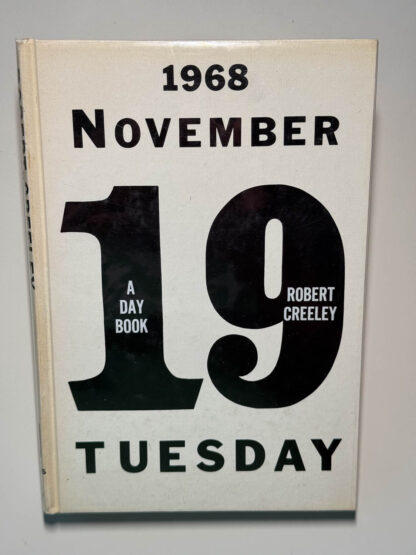 1968
NOVEMBER
19
A
DAY
BOOK
ROBERT
CREELEY
TUESDAY